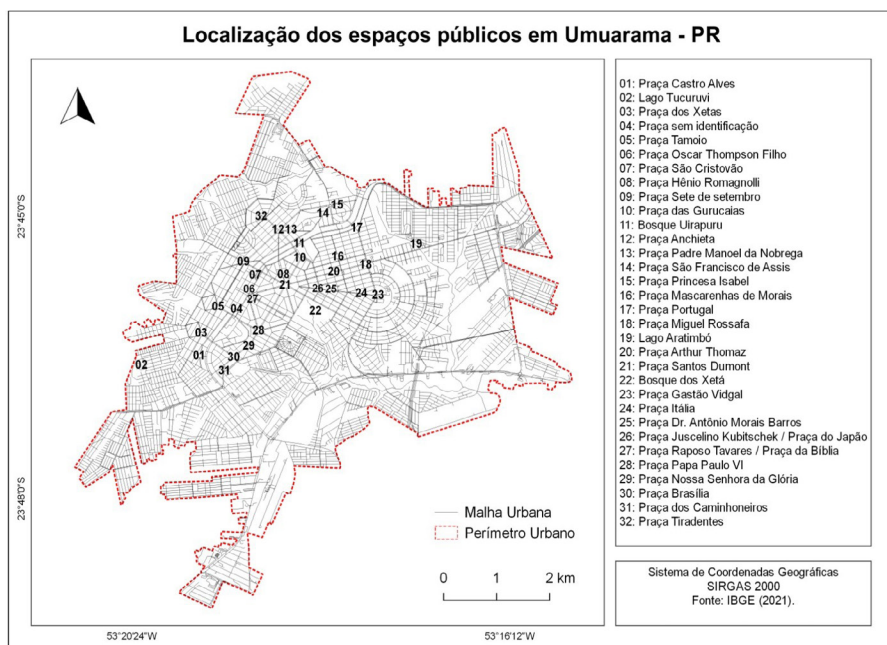 Localização dos espaços públicos em Umuarama - PR
01: Praça Castro Alves
02: Lago Tucuruvi
03: Praça dos Xetas
04: Praça sem identificação
05: Praça Tamoio
06: Praça Oscar Thompson Filho
07: Praça São Cristovão
08: Praça Hênio Romagnolli
09: Praça Sete de setembro
10: Praça das Gurucaias
11: Bosque Uirapuru
12: Praça Anchieta
13: Praça Padre Manoel da Nobrega
14: Praça São Francisco de Assis
15: Praça Princesa Isabel
16: Praça Mascarenhas de Morais
17: Praça Portugal
18: Praça Miguel Rossafa
19: Lago Aratimbó
20: Praça Arthur Thomaz
21: Praça Santos Dumont
22: Bosque dos Xetá
23: Praça Gastão Vidgal
24: Praça Itália
25: Praça Dr. Antônio Morais Barros
26: Praça Juscelino Kubitschek / Praça do Japão
27: Praça Raposo Tavares / Praça da Bíblia
28: Praça Papa Paulo VI
29: Praça Nossa Senhora da Glória
30: Praça Brasília
31: Praça dos Caminhoneiros
32: Praça Tiradentes
23°45'0"S
23°48'0"S
15
14
32
17
12 13
11
19
10
16
09
18
20
07
08
21
06
26 25
24 23
27
05
04
22
28
03
29
01
30
02
31
Malha Urbana
Perímetro Urbano
0 1 2 km
Sistema de Coordenadas Geográficas
SIRGAS 2000
Fonte: IBGE (2021).
53°20'24"W
53°16'12"W